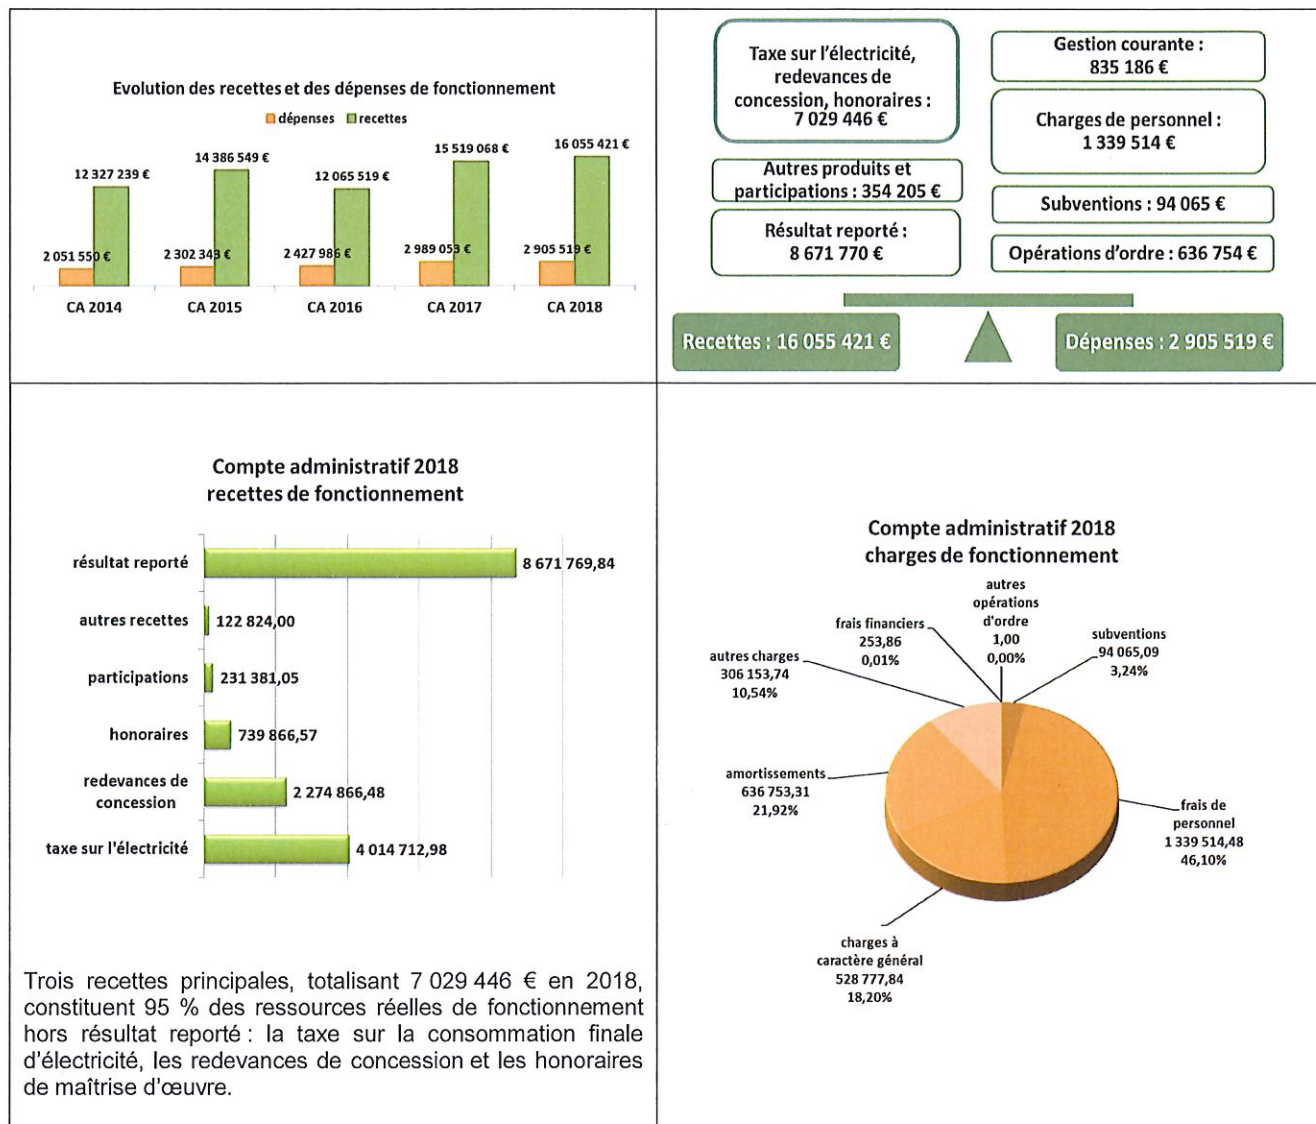 Evolution des recettes et des dépenses de fonctionnement
dépenses recettes
12 327 239 €
14 386 549 €
12 065 519 €
15 519 068 €
16 055 421 €
2 051 550 €
2 302 343 €
2 427 986 €
2 989 053 €
2 905 519 €
CA 2014
CA 2015
CA 2016
CA 2017
CA 2018
Taxe sur l'électricité,
redevances de
concession, honoraires :
7 029 446 €
Autres produits et
participations : 354 205 €
Résultat reporté :
8 671 770 €
Gestion courante :
835 186 €
Charges de personnel :
1 339 514 €
Subventions : 94 065 €
Opérations d'ordre : 636 754 €
Recettes : 16 055 421 €
Dépenses : 2 905 519 €
Compte administratif 2018
recettes de fonctionnement
résultat reporté
8 671 769,84
autres recettes
122 824,00
participations
231 381,05
honoraires
739 866,57
redevances de
concession
2 274 866,48
taxe sur l'électricité
4 014 712,98
Trois recettes principales, totalisant 7 029 446 € en 2018,
constituent 95 % des ressources réelles de fonctionnement
hors résultat reporté : la taxe sur la consommation finale
d'électricité, les redevances de concession et les honoraires
de maîtrise d'œuvre.
Compte administratif 2018
charges de fonctionnement
autres
opérations
d'ordre
1,00
0,00%
frais financiers
253,86
0,01%
subventions
94 065,09
3,24%
autres charges
306 153,74
10,54%
amortissements
636 753,31
21,92%
frais de
personnel
1 339 514,48
46,10%
charges à
caractère général
528 777,84
18,20%